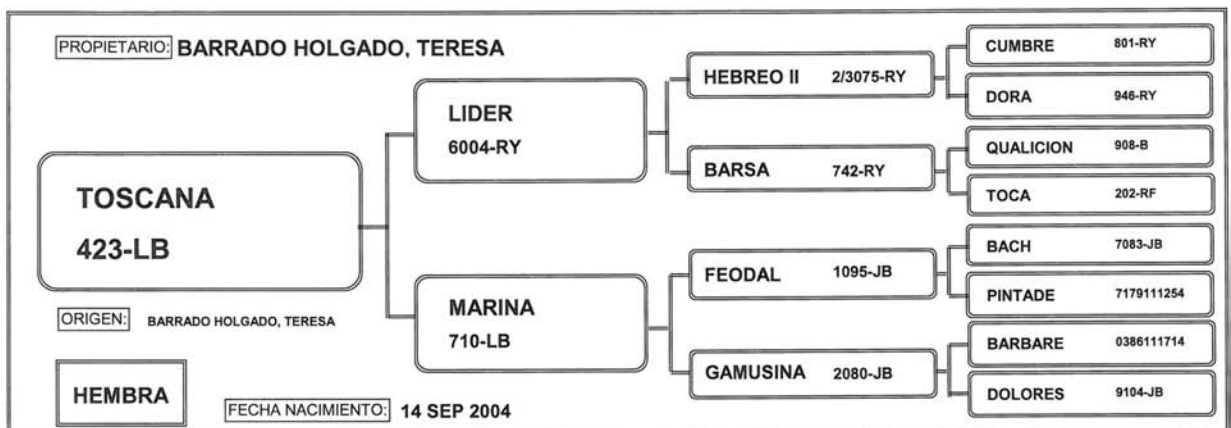 PROPIETARIO: BARRADO HOLGADO, TERESA
TOSCANA
423-LB
ORIGEN: BARRADO HOLGADO, TERESA
HEMBRA
FECHA NACIMIENTO: 14 SEP 2004
LIDER
6004-RY
MARINA
710-LB
HEBREO II 2/3075-RY
BARSA 742-RY
FEODAL 1095-JB
GAMUSINA 2080-JB
CUMBRE 801-RY
DORA 946-RY
QUALICION 908-B
TOCA 202-RF
BACH 7083-JB
PINTADE 7179111254
BARBARE 0386111714
DOLORES 9104-JB